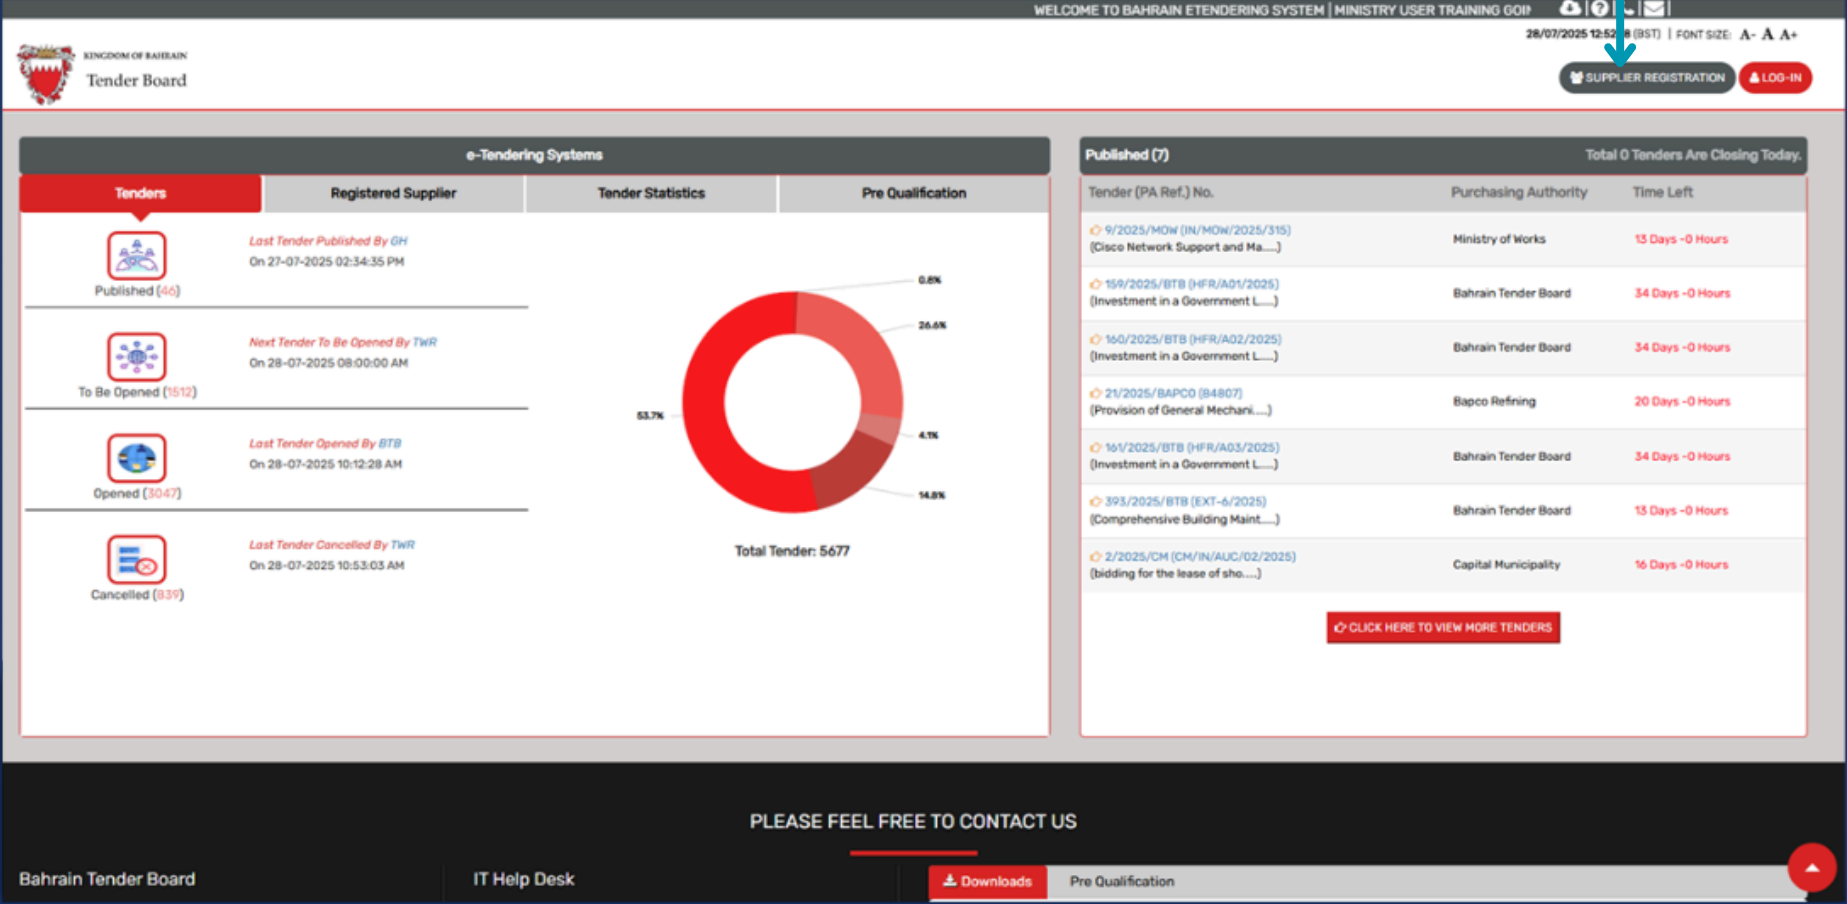 WELCOME TO BAHRAIN ETENDERING SYSTEM | MINISTRY USER TRAINING GOI
28/07/2025 12:52: 8 (BST) | FONT SIZE: A- A A+
KINGDOM OF BAHRAIN
Tender Board
SUPPLIER REGISTRATION
LOG-IN
e-Tendering Systems
Tenders
Registered Supplier
Tender Statistics
Pre Qualification
Last Tender Published By GH
On 27-07-2025 02:34:35 PM
Published (46)
Next Tender To Be Opened By TWR
On 28-07-2025 08:00:00 AM
To Be Opened (1512)
Last Tender Opened By BTB
On 28-07-2025 10:12:28 AM
Opened (3047)
Last Tender Cancelled By TWR
On 28-07-2025 10:53:03 AM
Cancelled (839)
0.8%
26.6%
53.7%
4.1%
14.8%
Total Tender: 5677
Published (7)
Total 0 Tenders Are Closing Today.
Tender (PA Ref.) No.
Purchasing Authority
Time Left
9/2025/MOW (IN/MOW/2025/315)
(Cisco Network Support and Ma.....)
Ministry of Works
13 Days -0 Hours
159/2025/BTB (HFR/A01/2025)
(Investment in a Government L.....)
Bahrain Tender Board
34 Days -0 Hours
160/2025/BTB (HFR/A02/2025)
(Investment in a Government L.....)
Bahrain Tender Board
34 Days -0 Hours
21/2025/BAPCO (84807)
(Provision of General Mechani.....)
Bapco Refining
20 Days -0 Hours
161/2025/BTB (HFR/A03/2025)
(Investment in a Government L.....)
Bahrain Tender Board
34 Days -0 Hours
393/2025/BTB (EXT-6/2025)
(Comprehensive Building Maint.....)
Bahrain Tender Board
13 Days -0 Hours
2/2025/CM (CM/IN/AUC/02/2025)
(bidding for the lease of sho.....)
Capital Municipality
16 Days -0 Hours
CLICK HERE TO VIEW MORE TENDERS
PLEASE FEEL FREE TO CONTACT US
Bahrain Tender Board
IT Help Desk
Downloads
Pre Qualification